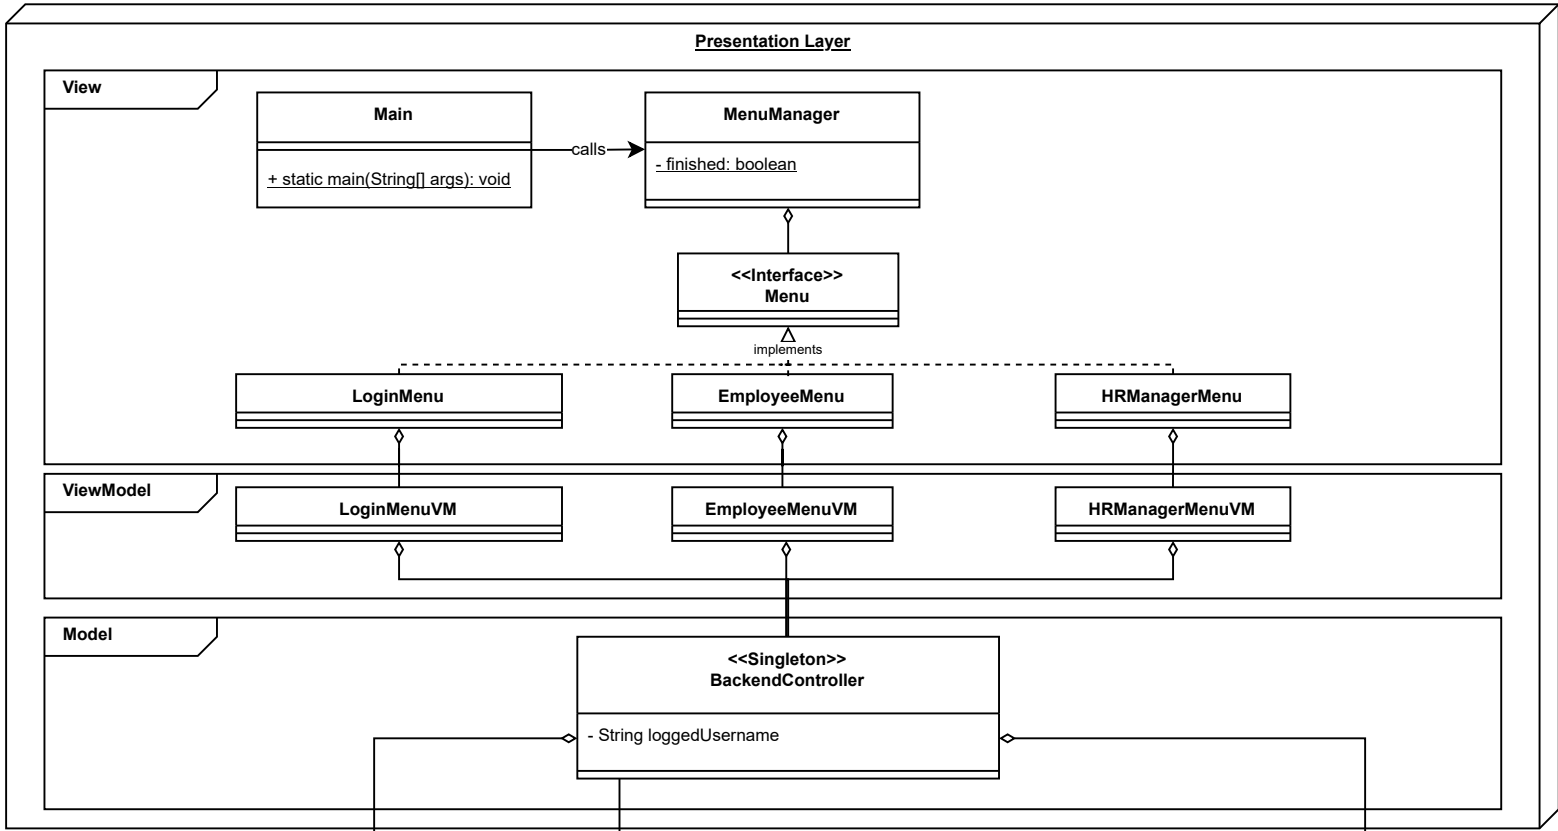 Presentation Layer
View
Main
MenuManager
calls
- finished: boolean
+ static main(String[] args): void
<<Interface>>
Menu
implements
LoginMenu
EmployeeMenu
HRManagerMenu
ViewModel
LoginMenuVM
EmployeeMenuVM
HRManagerMenuVM
Model
<<Singleton>>
BackendController
- String loggedUsername